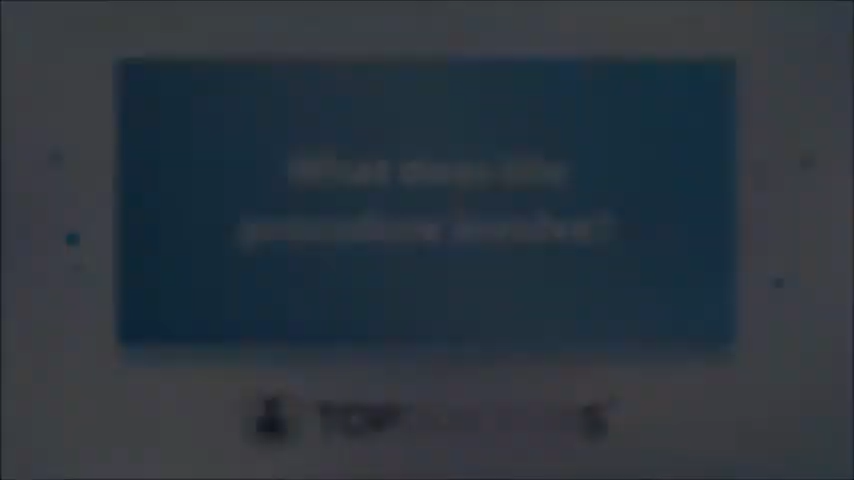 What does the
procedure involve?
TOP